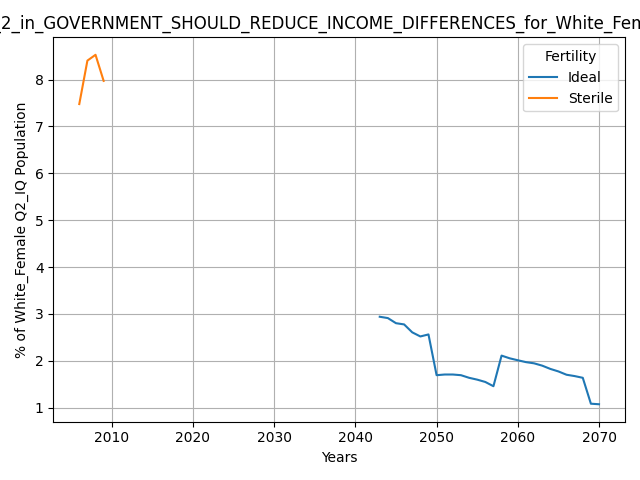 2_in_GOVERNMENT_SHOULD_REDUCE_INCOME_DIFFERENCES_for_White_Fem
Fertility
Ideal
Sterile
% of White_Female Q2_IQ Population
8
7
6
5
4
3
2
1
2010 2020 2030 2040 2050 2060 2070
Years